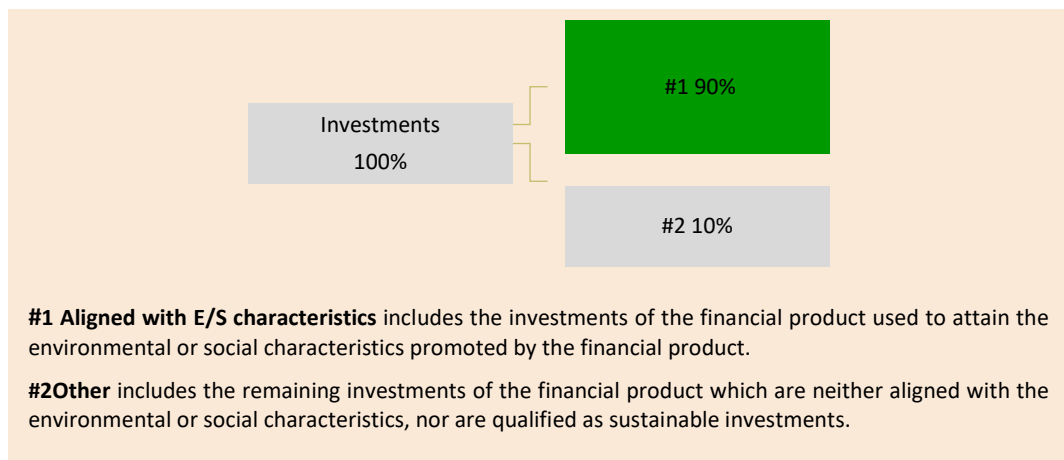 #1 90%
Investments
100%
#2 10%
#1 Aligned with E/S characteristics includes the investments of the financial product used to attain the
environmental or social characteristics promoted by the financial product.
#2Other includes the remaining investments of the financial product which are neither aligned with the
environmental or social characteristics, nor are qualified as sustainable investments.